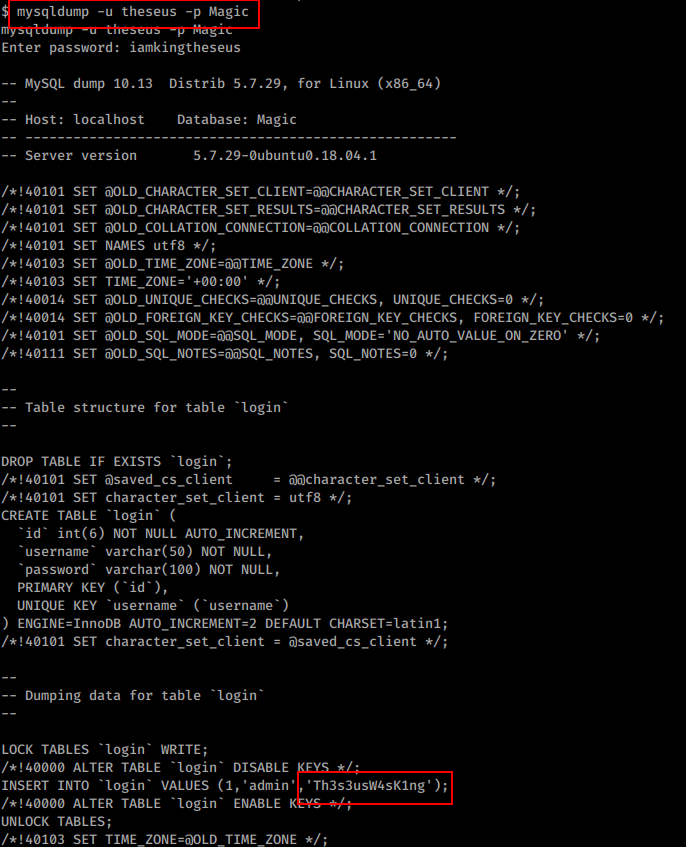 $ mysqldump -u theseus -p Magic
mysqldump -u theseus -p Magic
Enter password: iamkingtheseus
-- MySQL dump 10.13  Distrib 5.7.29, for Linux (x86_64)
--
-- Host: localhost    Database: Magic
-- ------------------------------------------------------
-- Server version        5.7.29-0ubuntu0.18.04.1
/*!40101 SET @OLD_CHARACTER_SET_CLIENT=@@CHARACTER_SET_CLIENT */;
/*!40101 SET @OLD_CHARACTER_SET_RESULTS=@@CHARACTER_SET_RESULTS */;
/*!40101 SET @OLD_COLLATION_CONNECTION=@@COLLATION_CONNECTION */;
/*!40101 SET NAMES utf8 */;
/*!40103 SET @OLD_TIME_ZONE=@@TIME_ZONE */;
/*!40103 SET TIME_ZONE='+00:00' */;
/*!40014 SET @OLD_UNIQUE_CHECKS=@@UNIQUE_CHECKS, UNIQUE_CHECKS=0 */;
/*!40014 SET @OLD_FOREIGN_KEY_CHECKS=@@FOREIGN_KEY_CHECKS, FOREIGN_KEY_CHECKS=0 */;
/*!40101 SET @OLD_SQL_MODE=@@SQL_MODE, SQL_MODE='NO_AUTO_VALUE_ON_ZERO' */;
/*!40111 SET @OLD_SQL_NOTES=@@SQL_NOTES, SQL_NOTES=0 */;
--
-- Table structure for table `login`
--
DROP TABLE IF EXISTS `login`;
/*!40101 SET @saved_cs_client     = @@character_set_client */;
/*!40101 SET character_set_client = utf8 */;
CREATE TABLE `login` (
  `id` int(6) NOT NULL AUTO_INCREMENT,
  `username` varchar(50) NOT NULL,
  `password` varchar(100) NOT NULL,
  PRIMARY KEY (`id`),
  UNIQUE KEY `username` (`username`)
) ENGINE=InnoDB AUTO_INCREMENT=2 DEFAULT CHARSET=latin1;
/*!40101 SET character_set_client = @saved_cs_client */;
--
-- Dumping data for table `login`
--
LOCK TABLES `login` WRITE;
/*!40000 ALTER TABLE `login` DISABLE KEYS */;
INSERT INTO `login` VALUES (1,'admin','Th3s3usW4sK1ng');
/*!40000 ALTER TABLE `login` ENABLE KEYS */;
UNLOCK TABLES;
/*!40103 SET TIME_ZONE=@OLD_TIME_ZONE */;